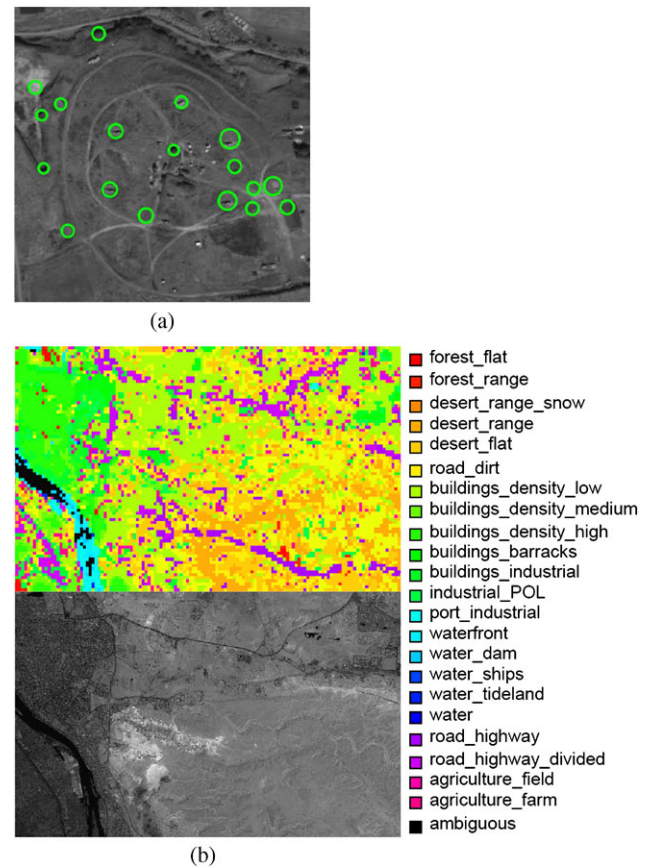 (a)
forest_flat
forest_range
desert_range_snow
desert_range
desert_flat
road_dirt
buildings_density_low
buildings_density_medium
buildings_density_high
buildings_barracks
buildings_industrial
industrial_POL
port_industrial
waterfront
water_dam
water_ships
water_tideland
water
road_highway
road_highway_divided
agriculture_field
agriculture_farm
ambiguous
(b)